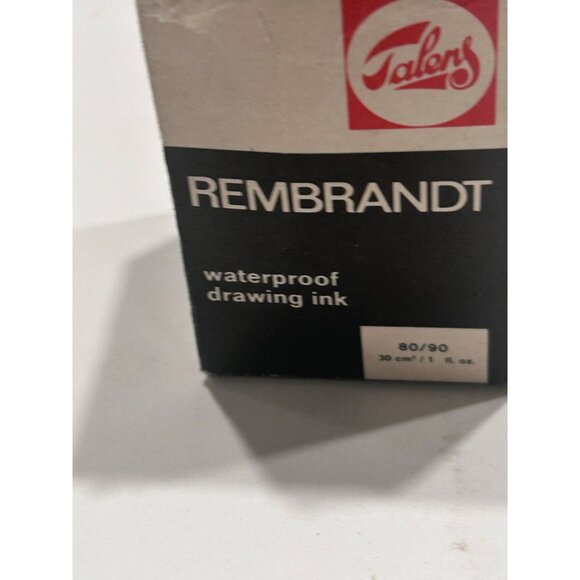 Talens
REMBRANDT
waterproof
drawing ink
80/90
30 cm³ / 1 fl. oz.